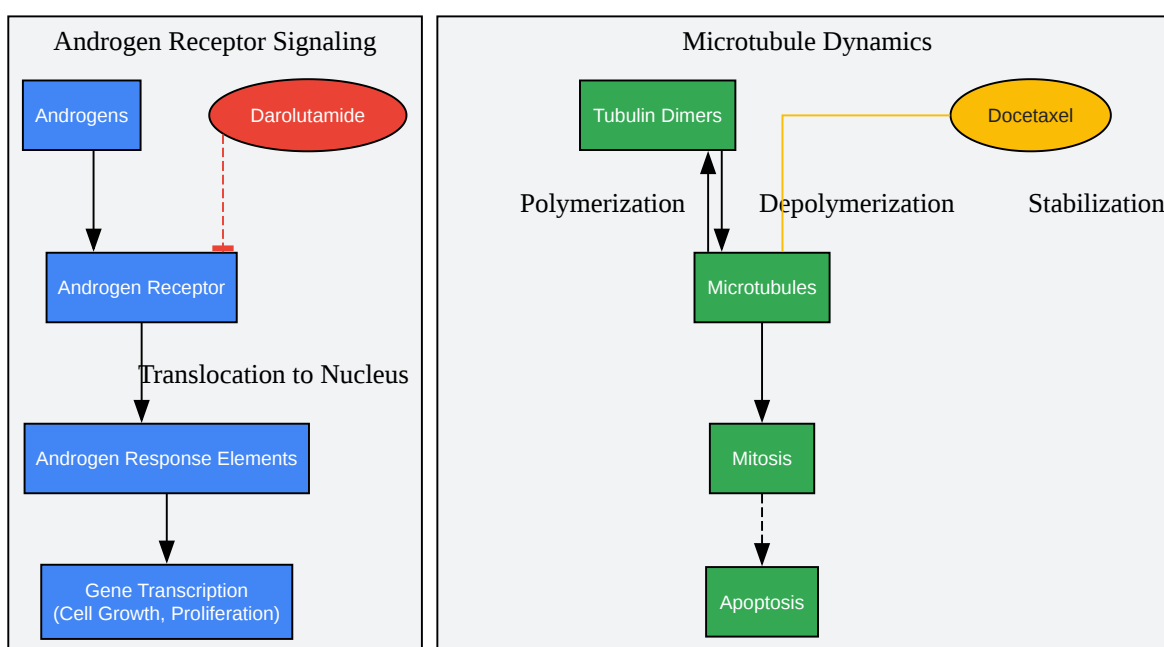 Androgen Receptor Signaling
Androgens
Darolutamide
Androgen Receptor
Translocation to Nucleus
Androgen Response Elements
Gene Transcription
(Cell Growth, Proliferation)
Microtubule Dynamics
Tubulin Dimers
Docetaxel
Polymerization
Depolymerization
Stabilization
Microtubules
Mitosis
Apoptosis